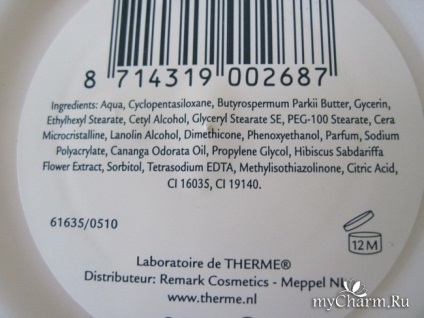 8 714319 002687
Ingredients: Aqua, Cyclopentasiloxane, Butyrospermum Parkii Butter, Gycerin,
Ethylhexyl Stearate, Cetyl Alcohol, Glyceryl Stearate SE, PEG-100 Stearate, Cera
Microcristalline, Lanolin Alcohol, Dimethicone, Phenoxyethanol, Parfum, Sodium
Polyacrylate, Cananga Odorata Oil, Propylene Glycol, Hibiscus Sabdariffa
Flower Extract, Sorbitol, Tetrasodium EDTA, Methylisothiazolinone, Citric Acid,
CI 16035, CI 19140.
61635/0510
12 M
Laboratoire de THERME®
Distributeur: Remark Cosmetics - Meppel NL
www.therme.nl
myCharm.Ru